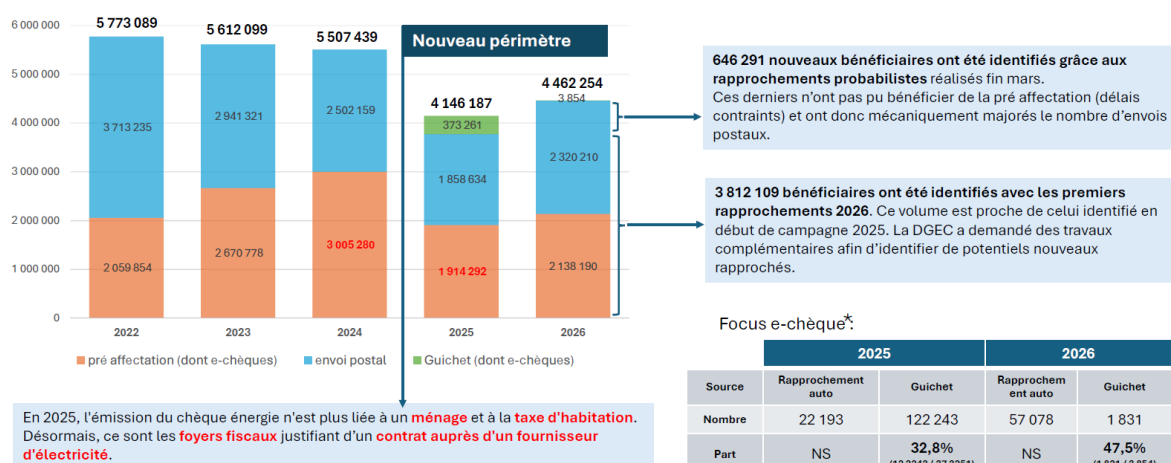 6 000 000
5 000 000
4 000 000
3 000 000
2 000 000
1 000 000
0
5 773 089
5 612 099
5 507 439
4 146 187
4 462 254
Nouveau périmètre
3 713 235
2 941 321
2 502 159
373 261
3 854
1 858 634
2 320 210
2 059 854
2 670 778
3 005 280
1 914 292
2 138 190
2022
2023
2024
2025
2026
pré affectation (dont e-chèques)
envoi postal
Guichet (dont e-chèques)
646 291 nouveaux bénéficiaires ont été identifiés grâce aux
rapprochements probabilistes réalisés fin mars.
Ces derniers n’ont pas pu bénéficier de la pré affectation (délais
contraints) et ont donc mécaniquement majorés le nombre d’envois
postaux.
3 812 109 bénéficiaires ont été identifiés avec les premiers
rapprochements 2026. Ce volume est proche de celui identifié en
début de campagne 2025. La DGEC a demandé des travaux
complémentaires afin d’identifier de potentiels nouveaux
rapprochés.
En 2025, l'émission du chèque énergie n'est plus liée à un ménage et à la taxe d'habitation.
Désormais, ce sont les foyers fiscaux justifiant d’un contrat auprès d'un fournisseur
d'électricité.
Focus e-chèque*:
2025 2026
Source Rapprochement auto Guichet Rapprochem ent auto Guichet
Nombre 22 193 122 243 57 078 1 831
Part NS 32,8% NS 47,5%